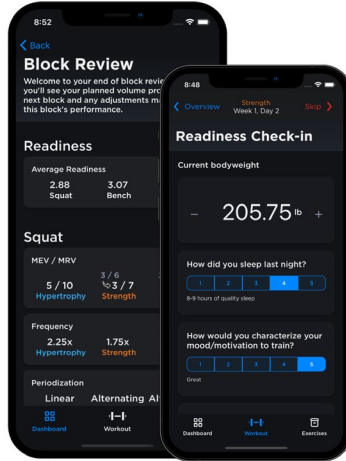 8:52
Back
Block
Review
Welcome to your end of block
you'll see your planned volume
next block and any adjustments
this block's performance.
Readiness
Average Readiness
2.88 3.07
Squat Bench
Squat
MEV / MRV
3 / 6
5 / 10 3 / 7
Hypertrophy Strength
Frequency
2.25x 1.75x
Hypertrophy Strength
Periodization
Linear Alternating
Dashboard Workout
8:48
Overview Strength Skip
Week 1, Day 2
Readiness Check-in
Current bodyweight
− 205.75 lb +
How did you sleep last night?
1 2 3 4 5
8-9 hours of quality sleep
How would you characterize your
mood/motivation to train?
1 2 3 4 5
Great
Dashboard Workout Exercises